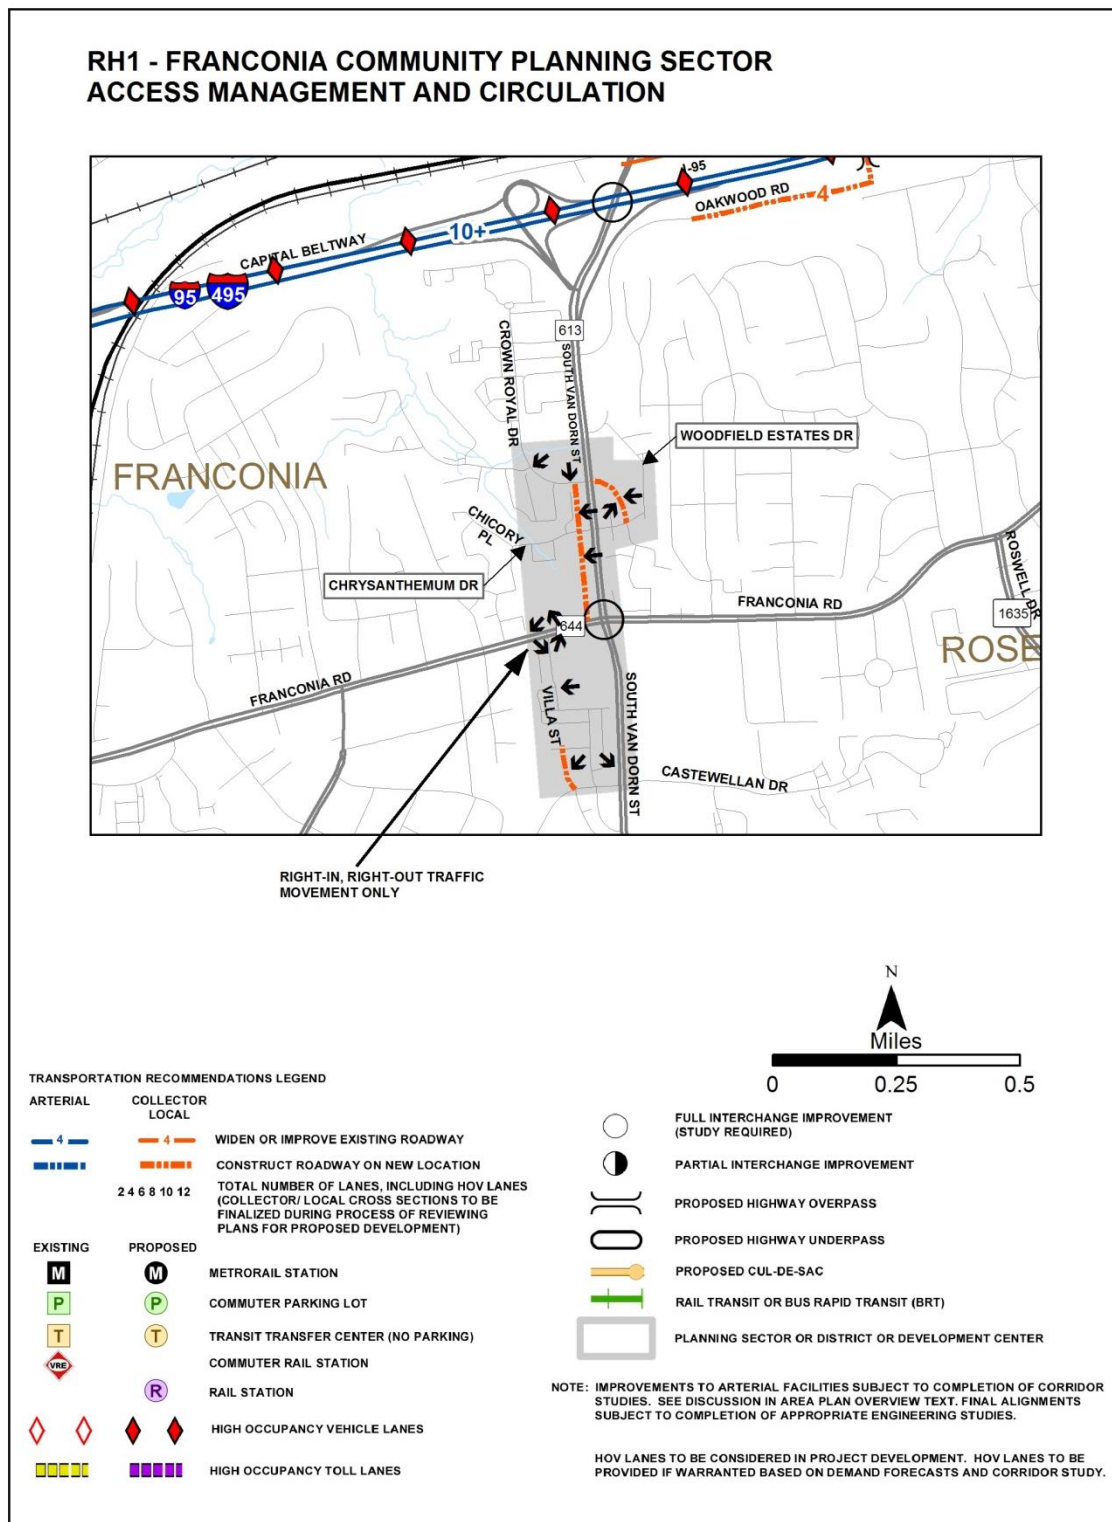 RH1 - FRANCONIA COMMUNITY PLANNING SECTOR
ACCESS MANAGEMENT AND CIRCULATION
I-95
OAKWOOD RD
4
10+
CAPITAL BELTWAY
95
495
613
CROWN ROYAL DR
SOUTH VAN DORN ST
WOODFIELD ESTATES DR
FRANCONIA
CHICORY
PL
CHRYSANTHEMUM DR
ROSWELL DR
FRANCONIA RD
1635
644
ROSE
FRANCONIA RD
VILLA ST
SOUTH VAN DORN ST
CASTEWELLAN DR
RIGHT-IN, RIGHT-OUT TRAFFIC
MOVEMENT ONLY
N
Miles
0 0.25 0.5
TRANSPORTATION RECOMMENDATIONS LEGEND
ARTERIAL COLLECTOR
LOCAL
4 4 WIDEN OR IMPROVE EXISTING ROADWAY
CONSTRUCT ROADWAY ON NEW LOCATION
2 4 6 8 10 12 TOTAL NUMBER OF LANES, INCLUDING HOV LANES
(COLLECTOR/ LOCAL CROSS SECTIONS TO BE
FINALIZED DURING PROCESS OF REVIEWING
PLANS FOR PROPOSED DEVELOPMENT)
EXISTING PROPOSED
M M METRORAIL STATION
P P COMMUTER PARKING LOT
T T TRANSIT TRANSFER CENTER (NO PARKING)
VRE COMMUTER RAIL STATION
R RAIL STATION
HIGH OCCUPANCY VEHICLE LANES
HIGH OCCUPANCY TOLL LANES
FULL INTERCHANGE IMPROVEMENT
(STUDY REQUIRED)
PARTIAL INTERCHANGE IMPROVEMENT
PROPOSED HIGHWAY OVERPASS
PROPOSED HIGHWAY UNDERPASS
PROPOSED CUL-DE-SAC
RAIL TRANSIT OR BUS RAPID TRANSIT (BRT)
PLANNING SECTOR OR DISTRICT OR DEVELOPMENT CENTER
NOTE: IMPROVEMENTS TO ARTERIAL FACILITIES SUBJECT TO COMPLETION OF CORRIDOR
STUDIES. SEE DISCUSSION IN AREA PLAN OVERVIEW TEXT. FINAL ALIGNMENTS
SUBJECT TO COMPLETION OF APPROPRIATE ENGINEERING STUDIES.
HOV LANES TO BE CONSIDERED IN PROJECT DEVELOPMENT. HOV LANES TO BE
PROVIDED IF WARRANTED BASED ON DEMAND FORECASTS AND CORRIDOR STUDY.